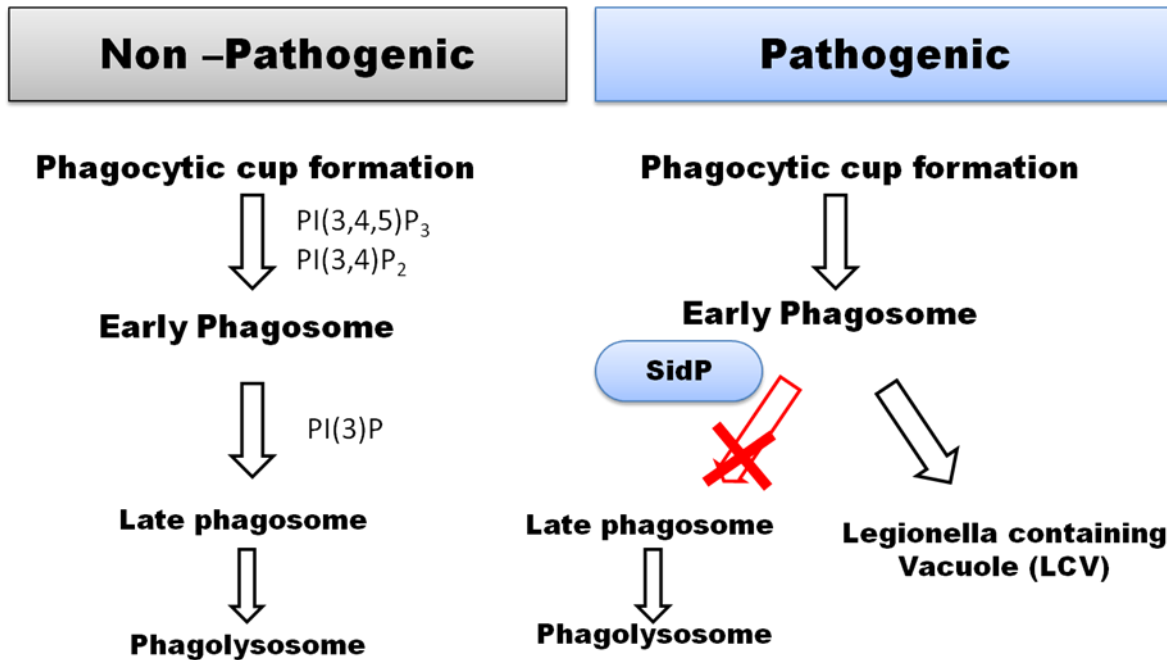 Non –Pathogenic
Phagocytic cup formation
PI(3,4,5)P₃
PI(3,4)P₂
Early Phagosome
PI(3)P
Late phagosome
Phagolysosome
Pathogenic
Phagocytic cup formation
Early Phagosome
SidP
Late phagosome
Phagolysosome
Legionella containing
Vacuole (LCV)